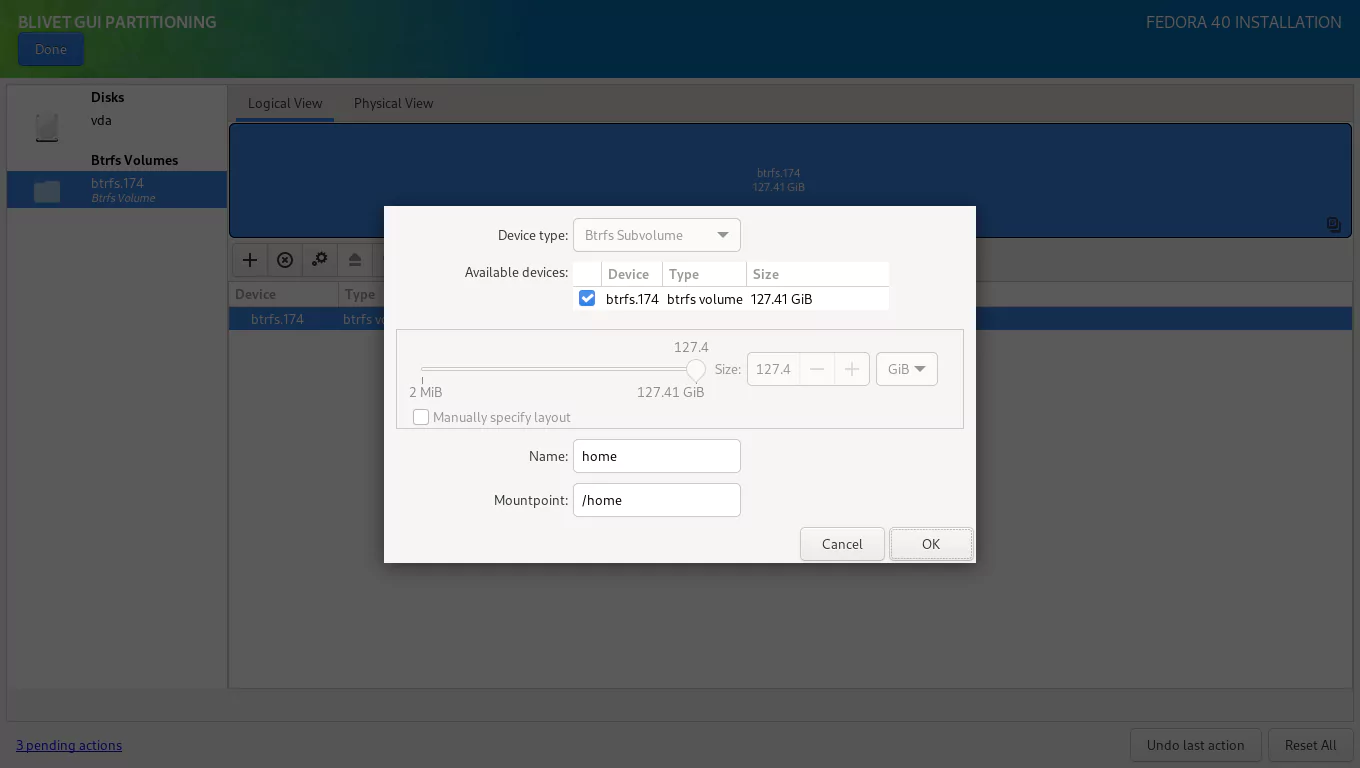 BLIVET GUI PARTITIONING
FEDORA 40 INSTALLATION
Done
Disks
vda
Btrfs Volumes
btrfs.174
Btrfs Volume
Logical View
Physical View
btrfs.174
127.41 GiB
Device
Type
btrfs.174
Device type:
Btrfs Subvolume
Available devices:
Device
Type
Size
btrfs.174
btrfs volume
127.41 GiB
127.4
Size:
127.4
GiB
2 MiB
127.41 GiB
Manually specify layout
Name:
home
Mountpoint:
/home
Cancel
OK
3 pending actions
Undo last action
Reset All